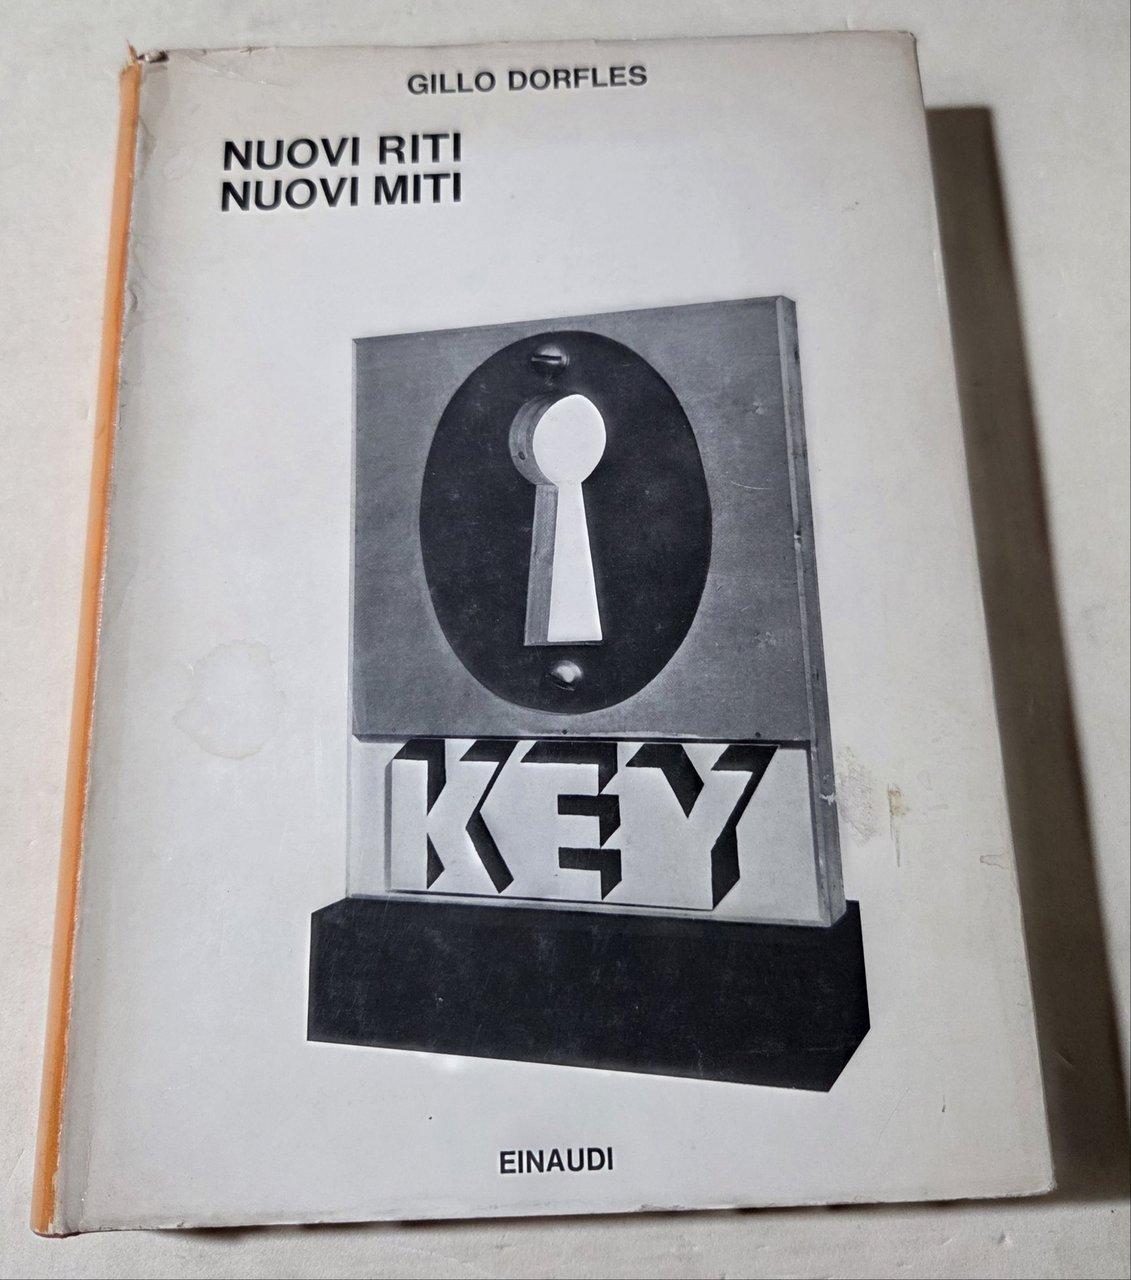 GILLO DORFLES
NUOVI RITI
NUOVI MITI
KEY
EINAUDI